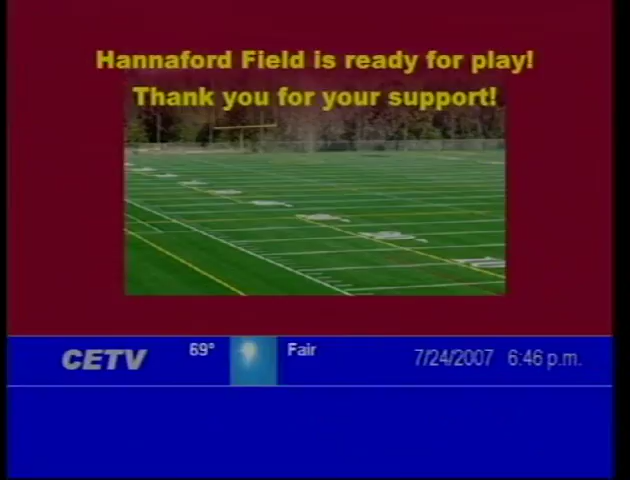 Hannaford Field is ready for play!
Thank you for your support!
CETV 69° Fair 7/24/2007 6:46 p.m.